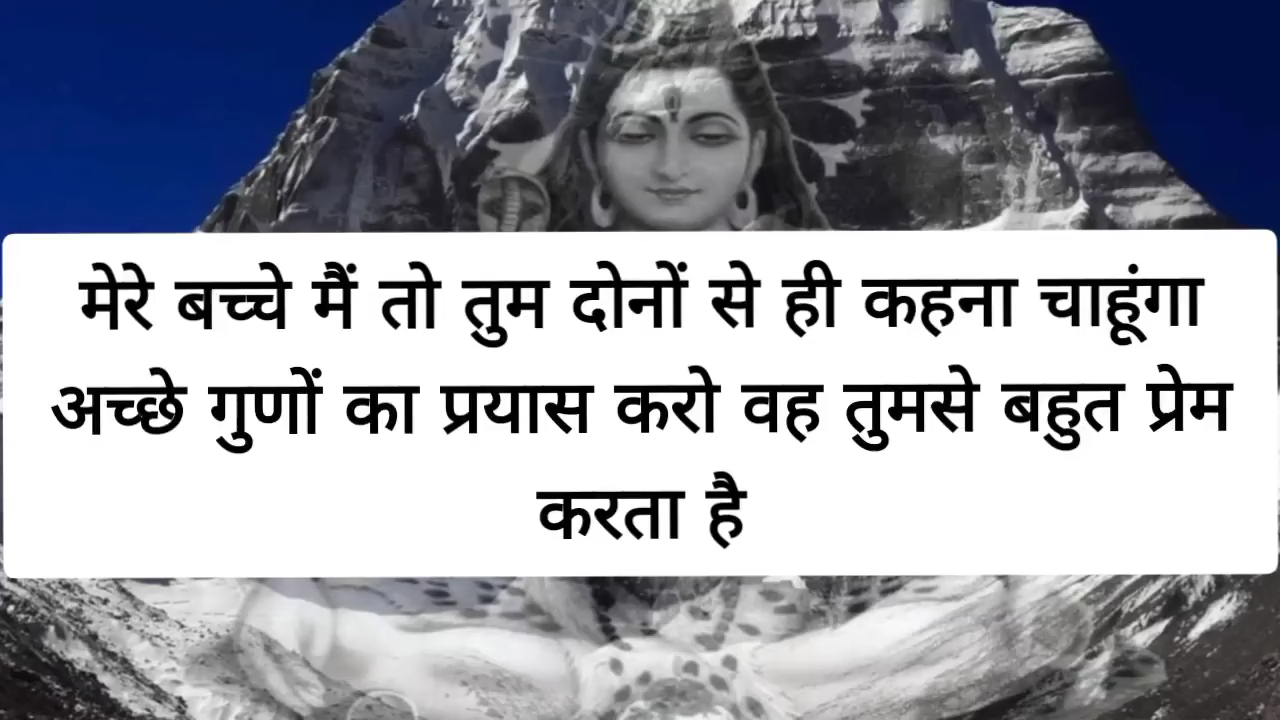 मेरे बच्चे मैं तो तुम दोनों से ही कहना चाहूंगा
अच्छे गुणों का प्रयास करो वह तुमसे बहुत प्रेम
करता है